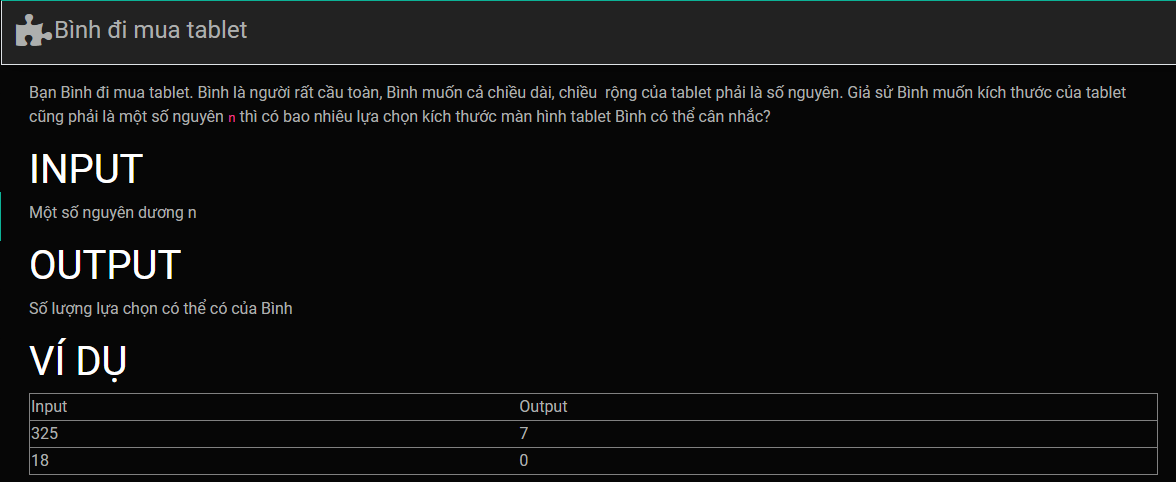 Bình đi mua tablet
Bạn Bình đi mua tablet. Bình là người rất cầu toàn, Bình muốn cả chiều dài, chiều  rộng của tablet phải là số nguyên. Giả sử Bình muốn kích thước của tablet
cũng phải là một số nguyên n thì có bao nhiêu lựa chọn kích thước màn hình tablet Bình có thể cân nhắc?
INPUT
Một số nguyên dương n
OUTPUT
Số lượng lựa chọn có thể có của Bình
VÍ DỤ
Input Output
325 7
18 0